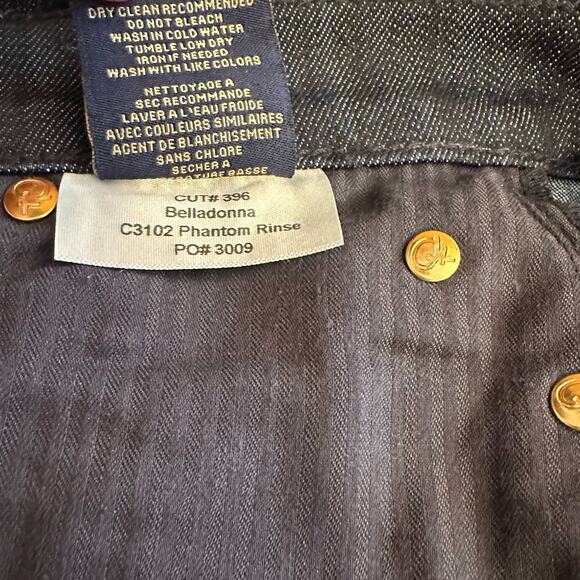 DRY CLEAN RECOMMENDED
DO NOT BLEACH
WASH IN COLD WATER
TUMBLE LOW DRY
IRON IF NEEDED
WASH WITH LIKE COLORS
NETTOYAGE A
SEC RECOMMANDE
LAVER A L'EAU FROIDE
AVEC COULEURS SIMILAIRES
AGENT DE BLANCHISEMENT
SANS CHLORE
SECHER A
BASSE
CUT# 396
Belladonna
C3102 Phantom Rinse
PO# 3009